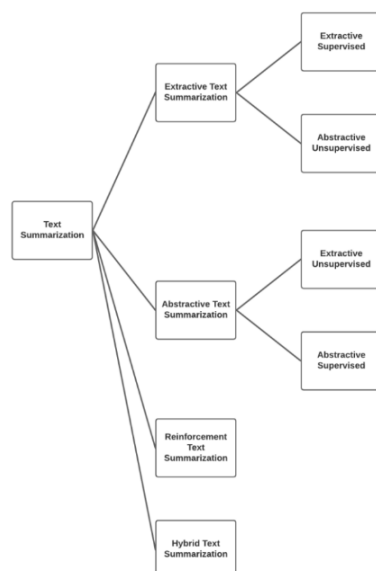 Extractive
Supervised
Extractive Text
Summarization
Abstractive
Unsupervised
Text
Summarization
Extractive
Unsupervised
Abstractive Text
Summarization
Abstractive
Supervised
Reinforcement
Text
Summarization
Hybrid Text
Summarization